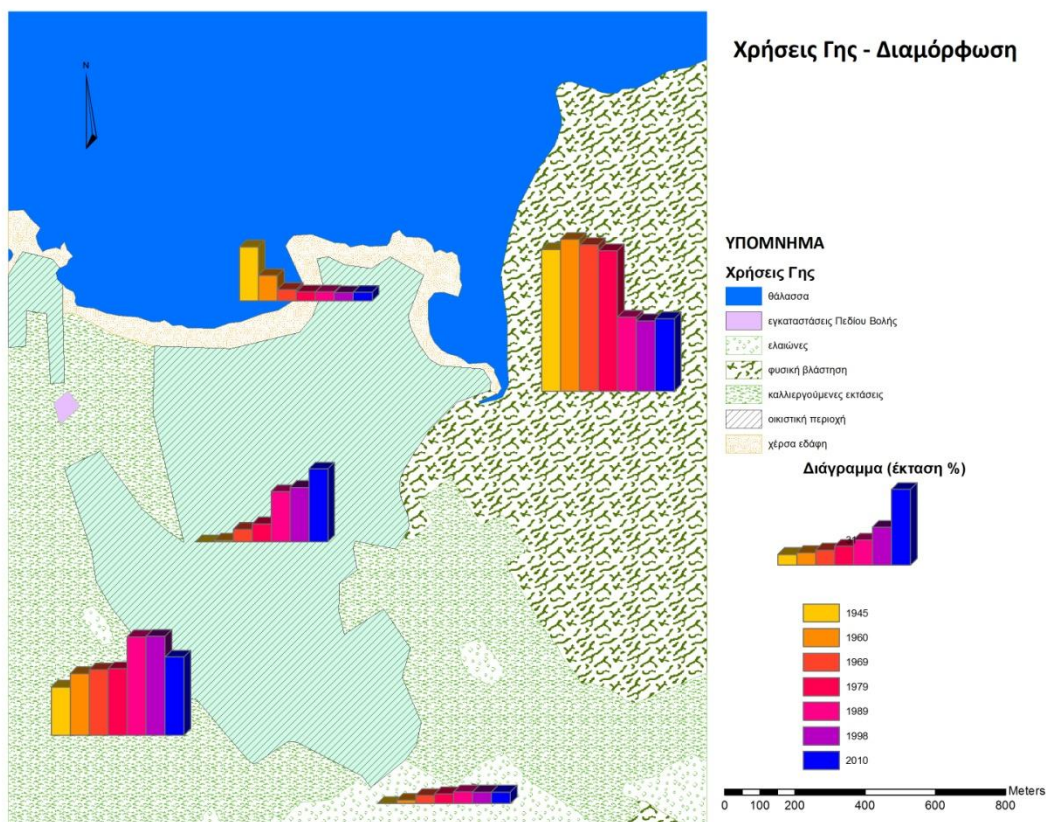 Χρήσεις Γης - Διαμόρφωση
N
ΥΠΟΜΝΗΜΑ
Χρήσεις Γης
θάλασσα
εγκαταστάσεις Πεδίου Βολής
ελαιώνες
φυσική βλάστηση
καλλιεργούμενες εκτάσεις
οικιστική περιοχή
χέρσα εδάφη
Διάγραμμα (έκταση %)
1945
1960
1969
1979
1989
1998
2010
Meters
0 100 200 400 600 800